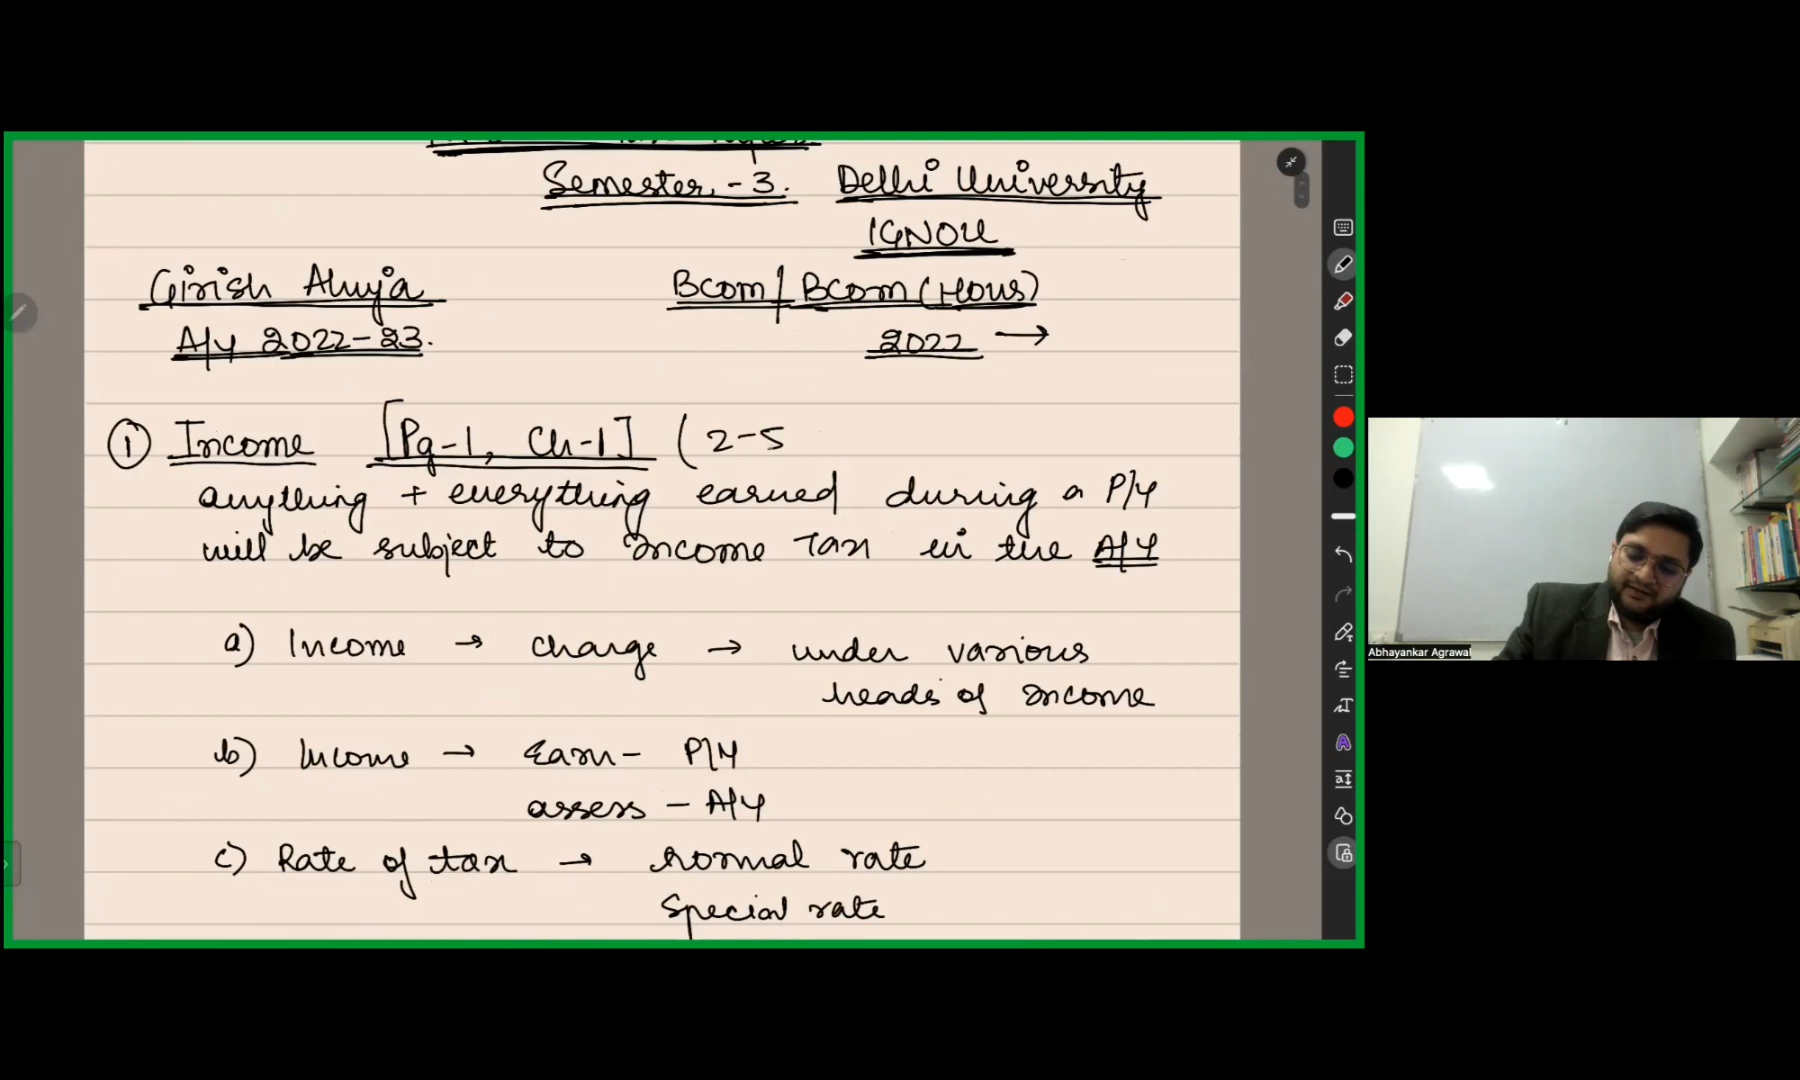 Semester - 3. Delhi University
IGNOU
Girish Ahuja Bcom / Bcom (Hons)
A/Y 2022-23. 2022 →
① Income [Pg-1, Ch-1] (2-5
anything + everything earned during a P/Y
will be subject to Income Tax in the A/Y
a) Income → charge → under various
heads of Income
b) Income → Earn - P/Y
assess - A/Y
c) Rate of tax → normal rate
Special rate
Abhayankar Agrawal